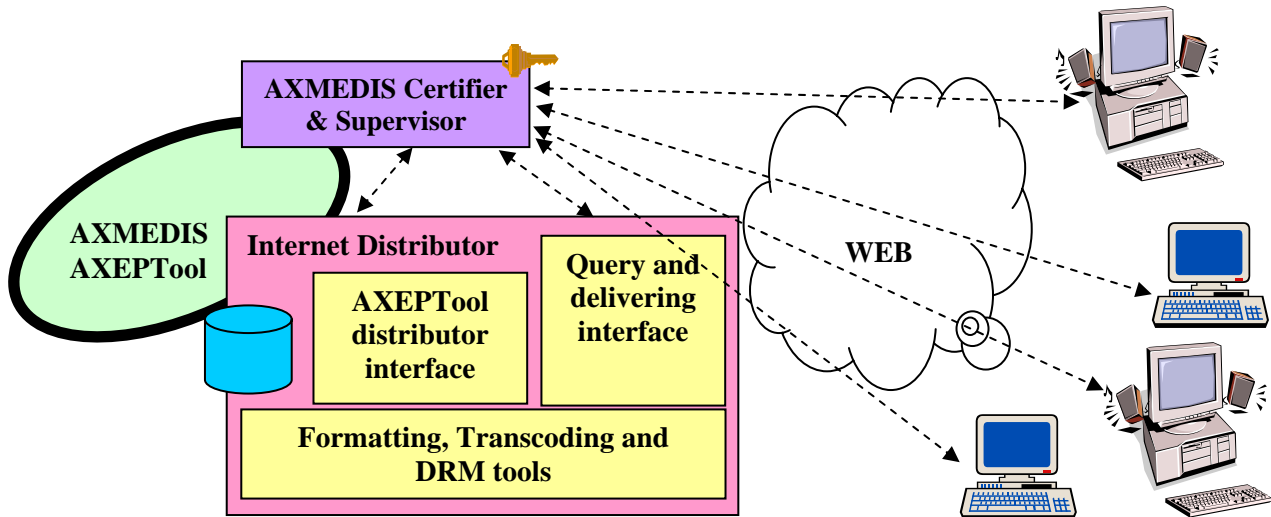 AXMEDIS Certifier
& Supervisor
AXMEDIS
AXEPTool
Internet Distributor
AXEPTool
distributor
interface
Query and
delivering
interface
Formatting, Transcoding and
DRM tools
WEB